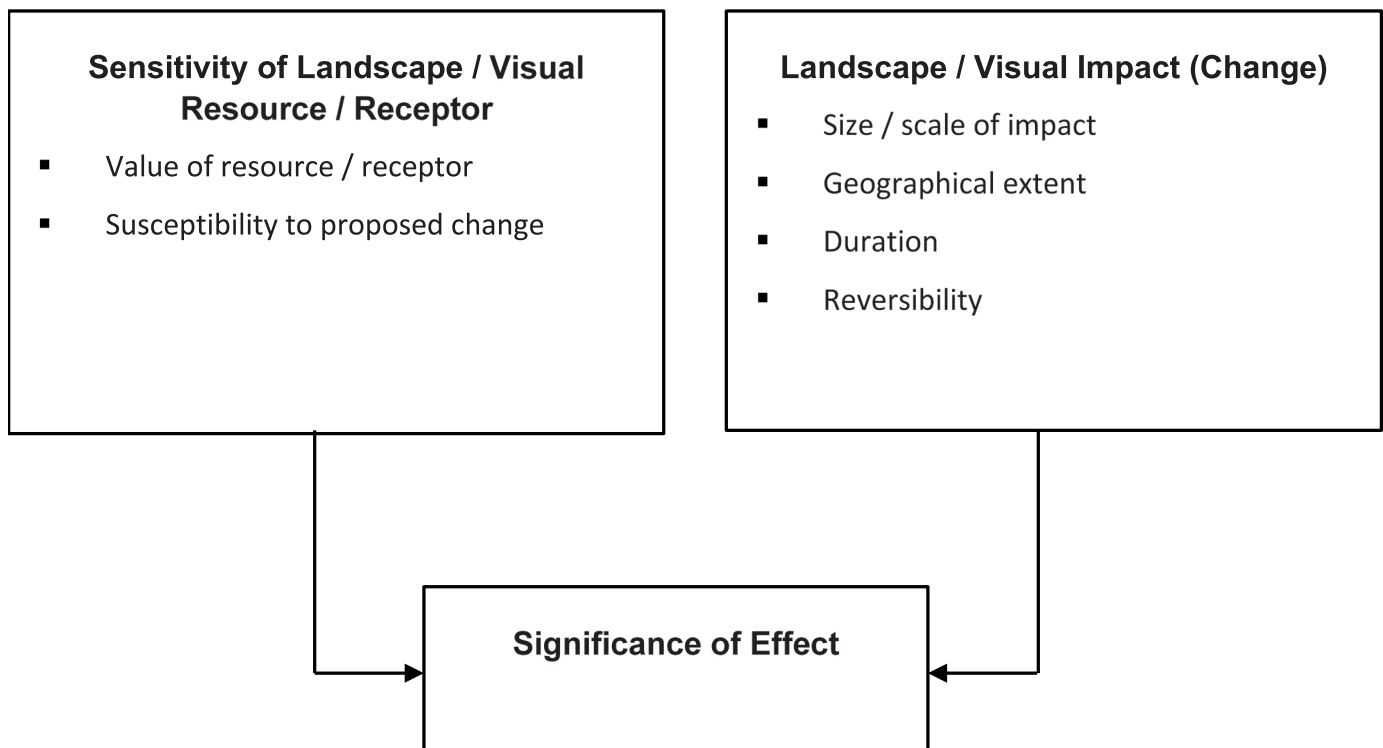 Sensitivity of Landscape / Visual
Resource / Receptor
▪ Value of resource / receptor
▪ Susceptibility to proposed change
Landscape / Visual Impact (Change)
▪ Size / scale of impact
▪ Geographical extent
▪ Duration
▪ Reversibility
Significance of Effect